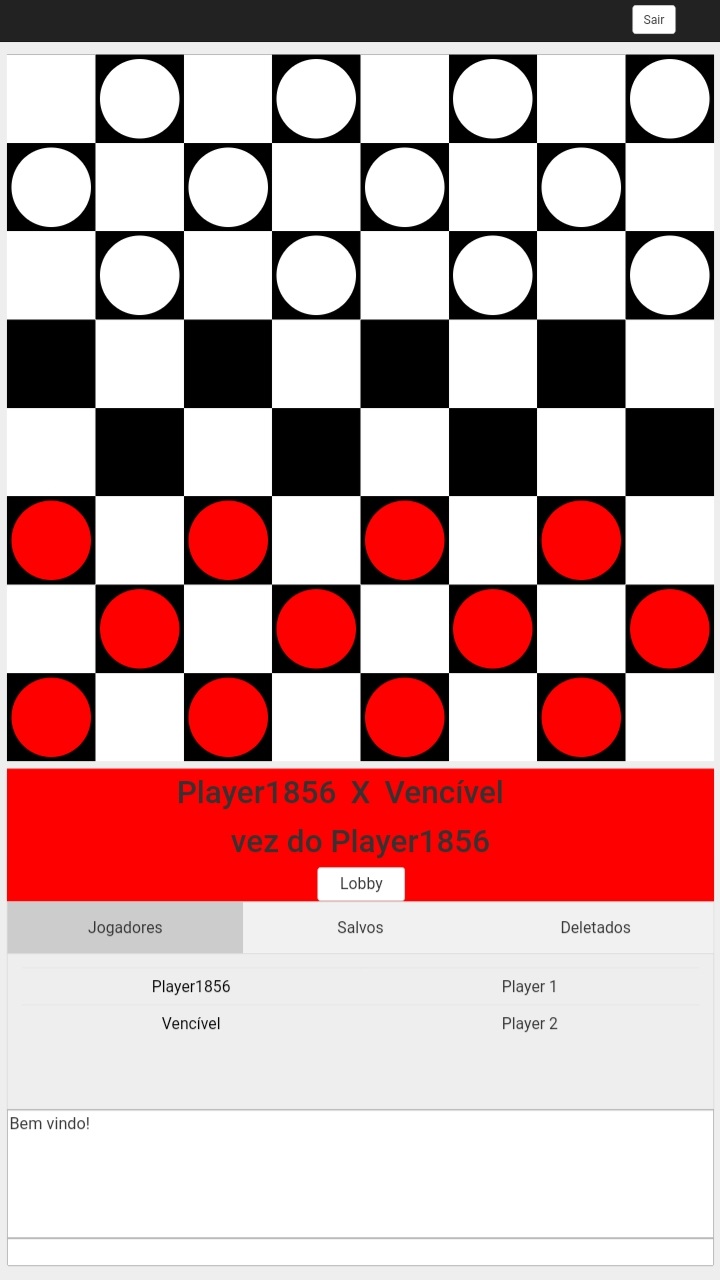 Sair
Player1856 X Vencível
vez do Player1856
Lobby
Jogadores Salvos Deletados
Player1856 Player 1
Vencível Player 2
Bem vindo!